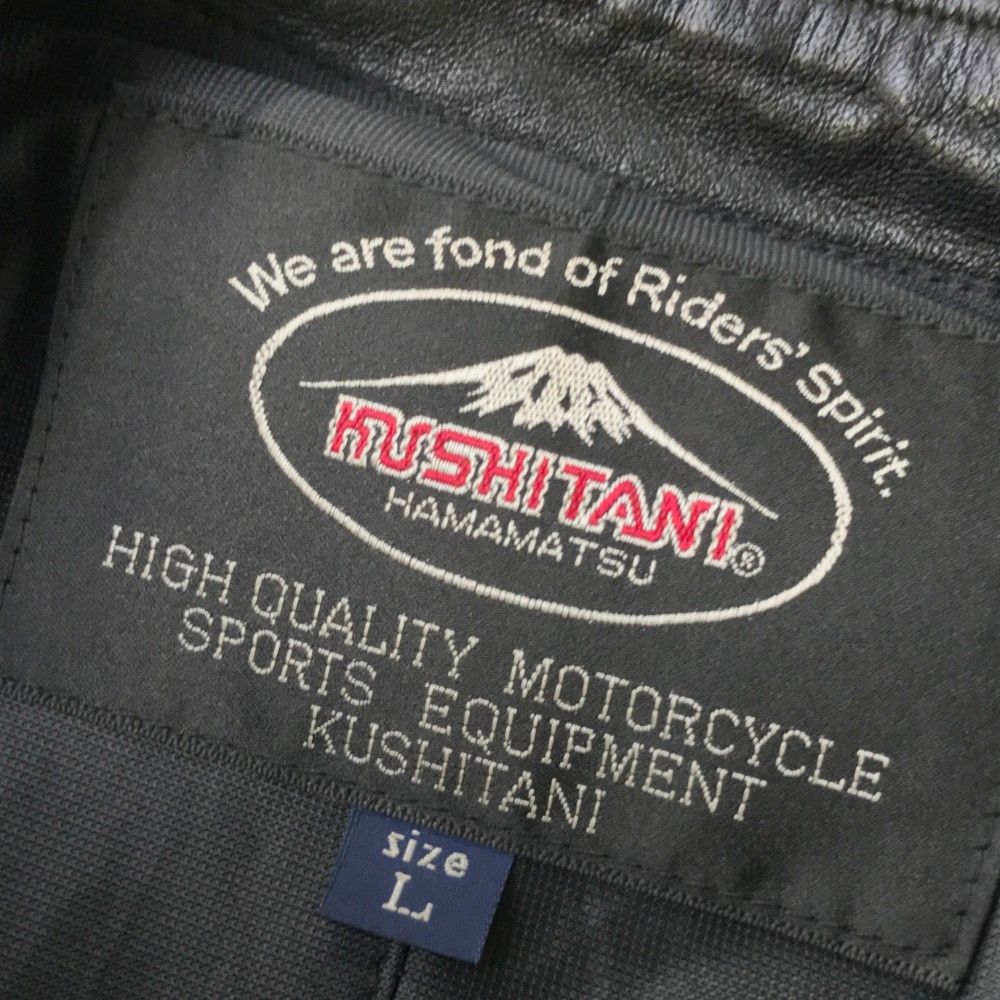 We are fond of Riders' Spirit.
KUSHITANI®
HAMAMATSU
HIGH QUALITY MOTORCYCLE
SPORTS EQUIPMENT
KUSHITANI
size
L